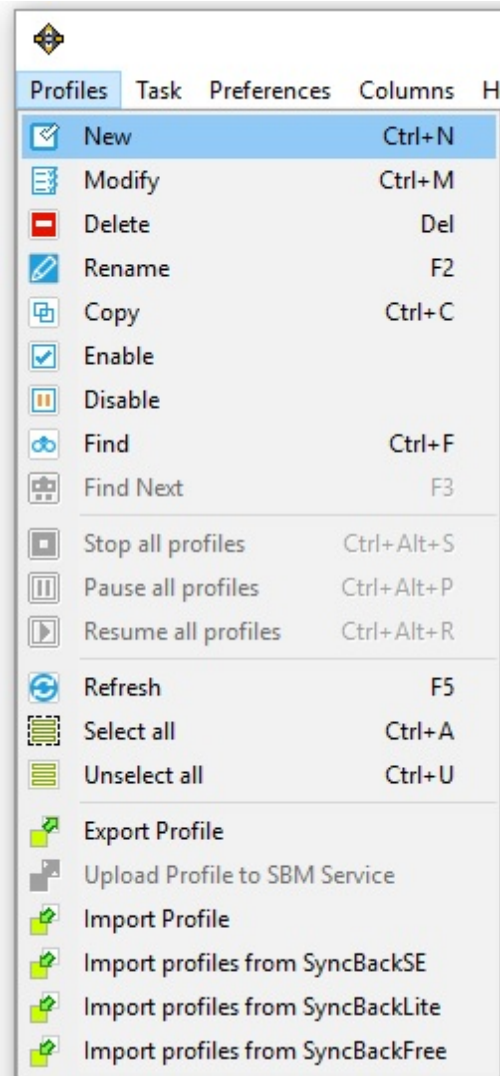 Profiles Task Preferences Columns H
New Ctrl+N
Modify Ctrl+M
Delete Del
Rename F2
Copy Ctrl+C
Enable
Disable
Find Ctrl+F
Find Next F3
Stop all profiles Ctrl+Alt+S
Pause all profiles Ctrl+Alt+P
Resume all profiles Ctrl+Alt+R
Refresh F5
Select all Ctrl+A
Unselect all Ctrl+U
Export Profile
Upload Profile to SBM Service
Import Profile
Import profiles from SyncBackSE
Import profiles from SyncBackLite
Import profiles from SyncBackFree